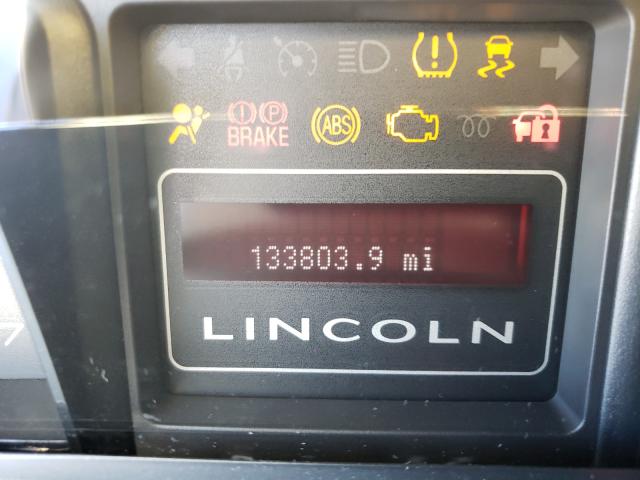 ABS
BRAKE
133803.9 mi
LINCOLN